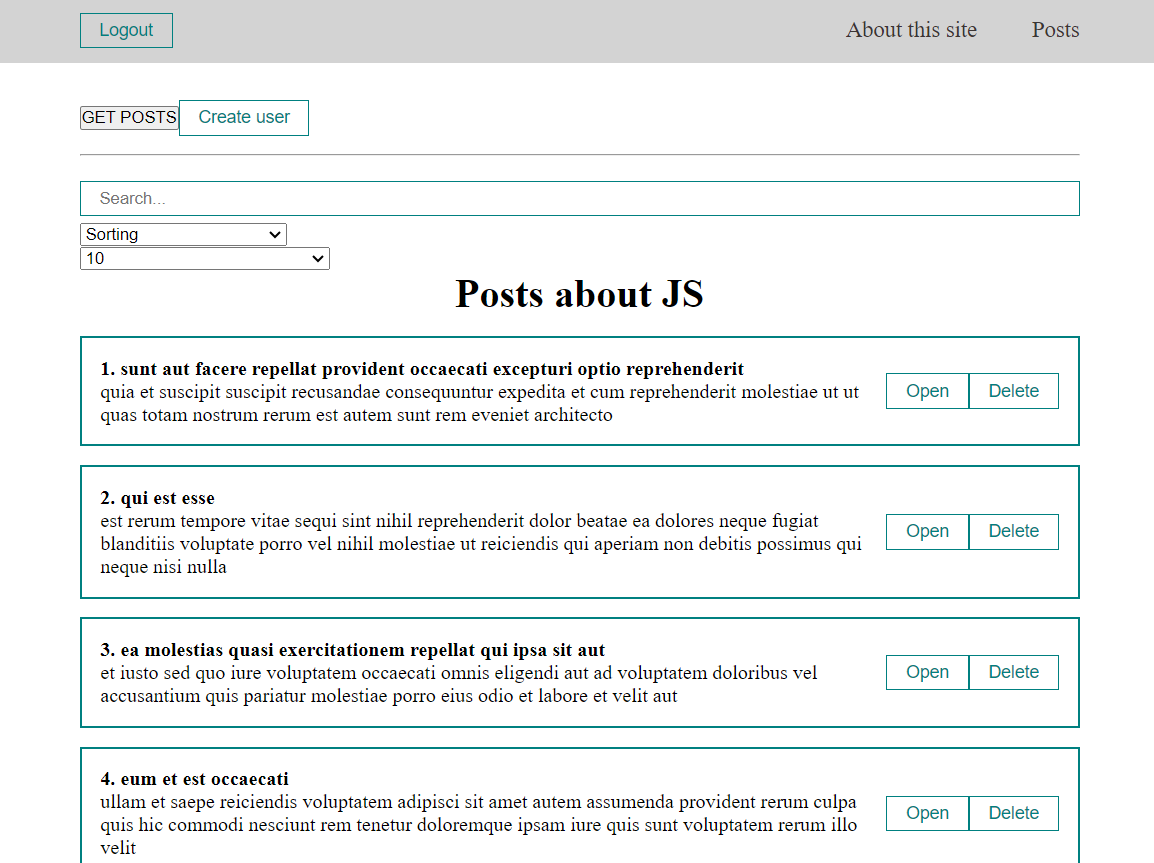 Logout
About this site
Posts
GET POSTS
Create user
Search...
Sorting
10
Posts about JS
1. sunt aut facere repellat provident occaecati excepturi optio reprehenderit
quia et suscipit suscipit recusandae consequuntur expedita et cum reprehenderit molestiae ut ut
quas totam nostrum rerum est autem sunt rem eveniet architecto
Open
Delete
2. qui est esse
est rerum tempore vitae sequi sint nihil reprehenderit dolor beatae ea dolores neque fugiat
blanditiis voluptate porro vel nihil molestiae ut reiciendis qui aperiam non debitis possimus qui
neque nisi nulla
Open
Delete
3. ea molestias quasi exercitationem repellat qui ipsa sit aut
et iusto sed quo iure voluptatem occaecati omnis eligendi aut ad voluptatem doloribus vel
accusantium quis pariatur molestiae porro eius odio et labore et velit aut
Open
Delete
4. eum et est occaecati
ullam et saepe reiciendis voluptatem adipisci sit amet autem assumenda provident rerum culpa
quis hic commodi nesciunt rem tenetur doloremque ipsam iure quis sunt voluptatem rerum illo
velit
Open
Delete